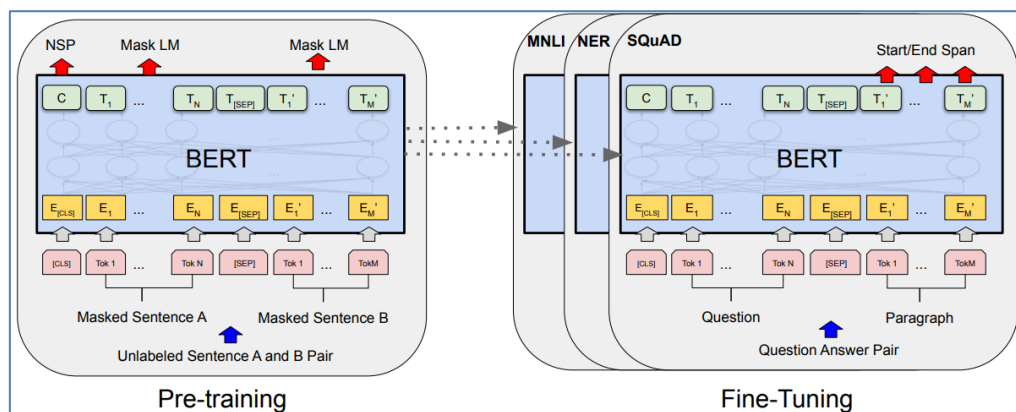 NSP Mask LM Mask LM
C T1 ... TN T[SEP] T1' ... TM'
BERT
E[CLS] E1 ... EN E[SEP] E1' ... EM'
[CLS] Tok 1 ... Tok N [SEP] Tok 1 ... TokM
Masked Sentence A Masked Sentence B
Unlabeled Sentence A and B Pair
Pre-training
MNLI NER SQuAD
Start/End Span
C T1 ... TN T[SEP] T1' ... TM'
BERT
E[CLS] E1 ... EN E[SEP] E1' ... EM'
[CLS] Tok 1 ... Tok N [SEP] Tok 1 ... TokM
Question Paragraph
Question Answer Pair
Fine-Tuning